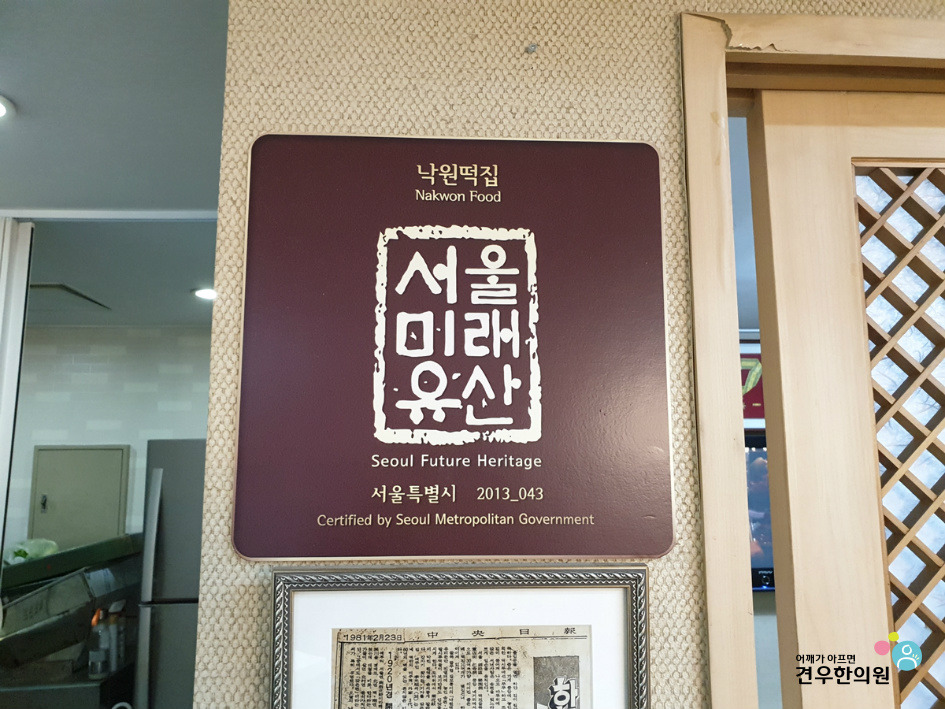 낙원떡집
Nakwon Food
서울
미래
유산
Seoul Future Heritage
서울특별시 2013_043
Certified by Seoul Metropolitan Government
1981年2月23日 中央日報
어깨가 아프면
견우한의원